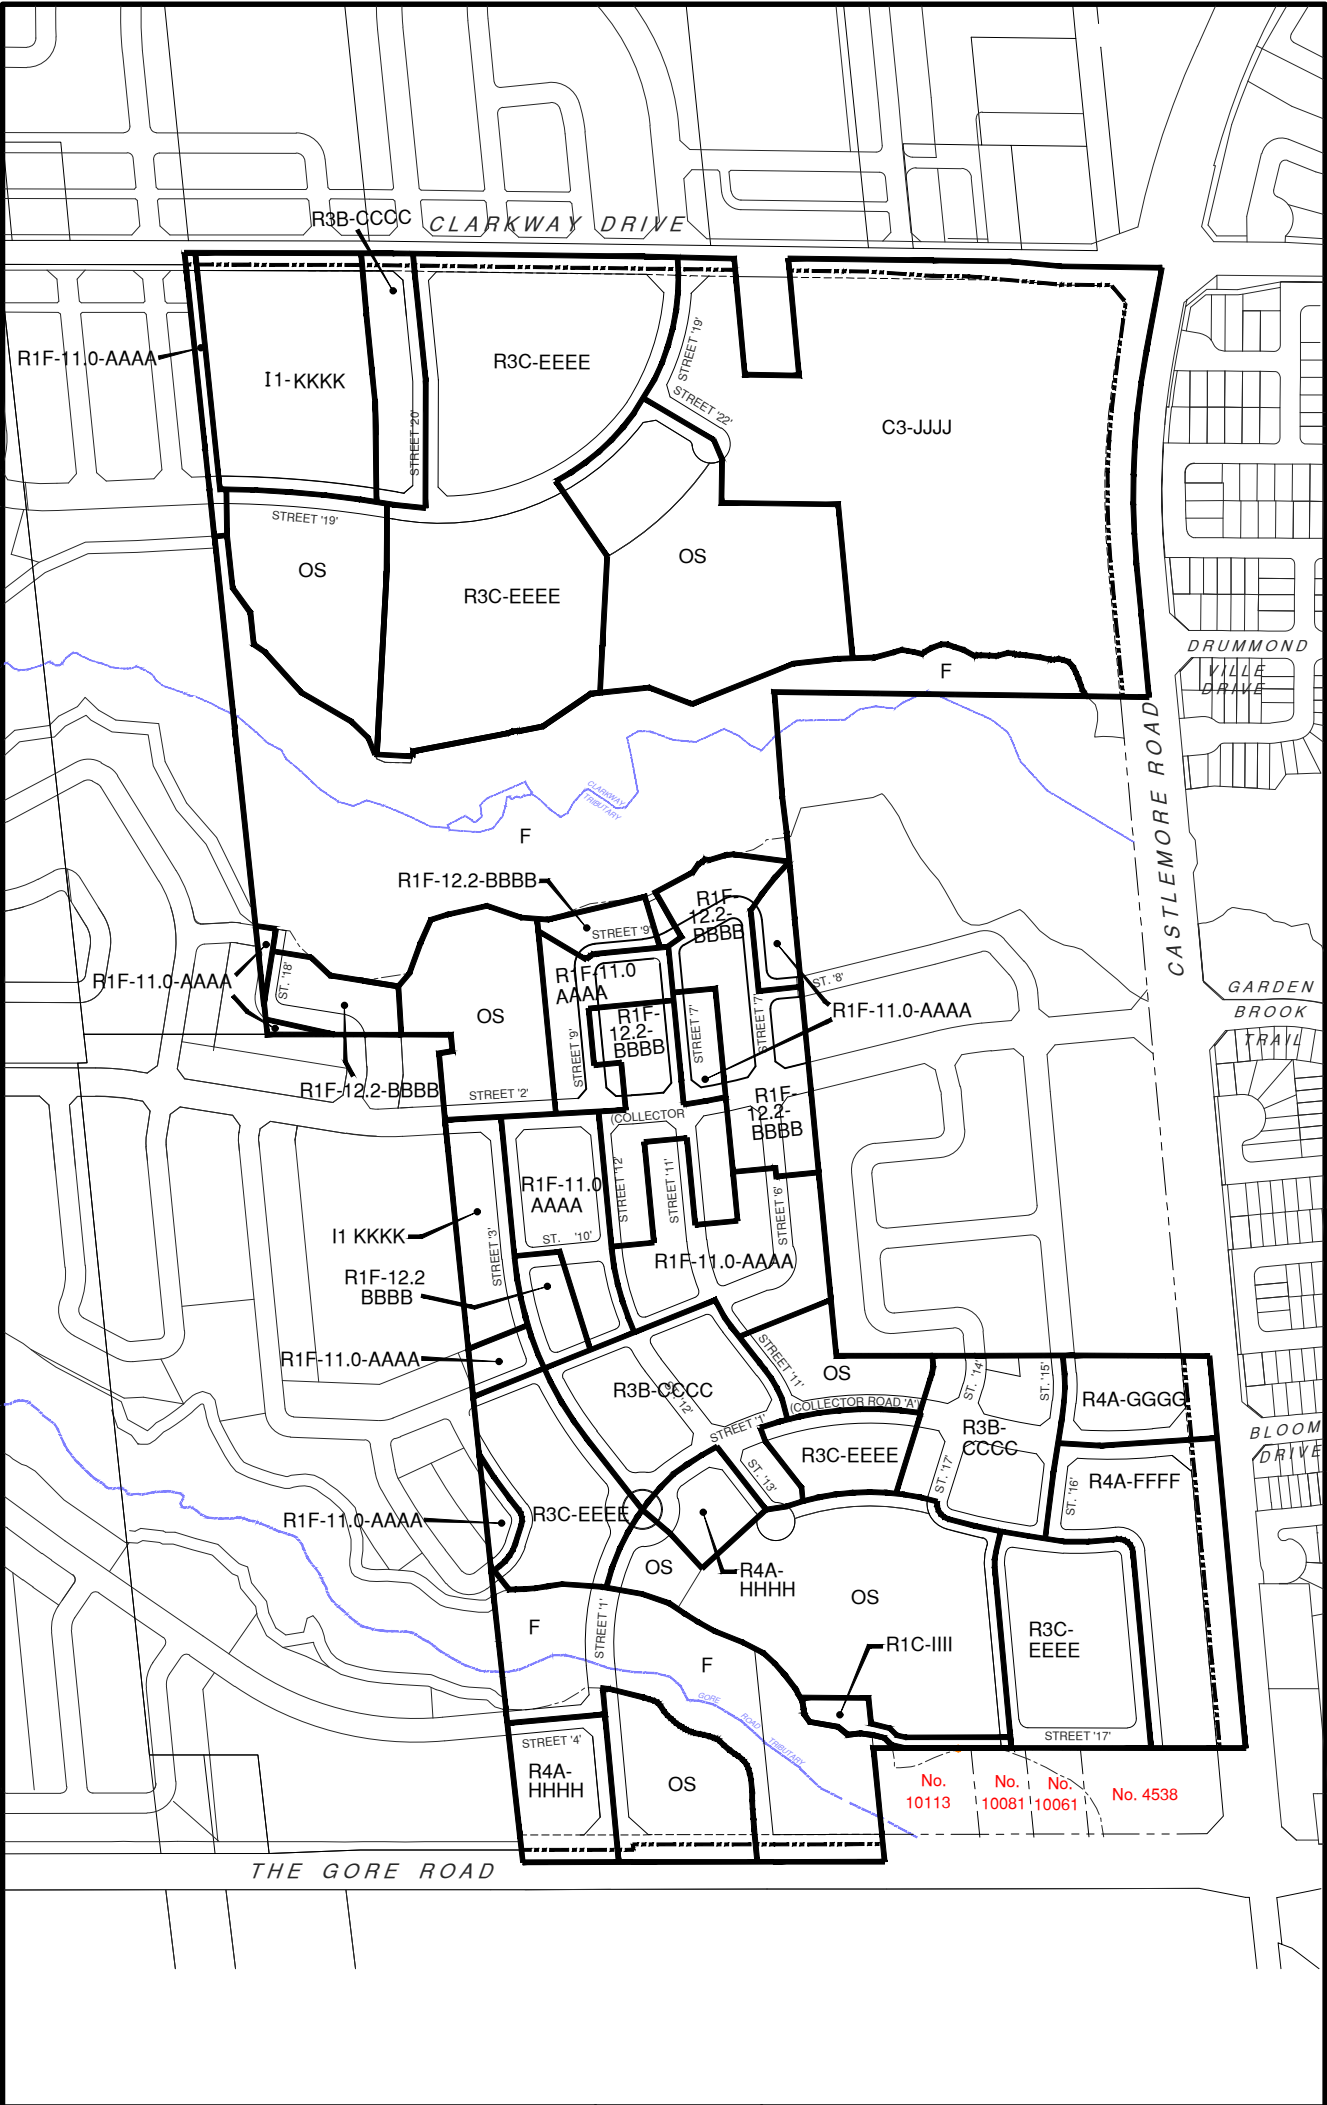 R3B-CCCC
CLARKWAY DRIVE
R1F-11.0-AAAA
I1-KKKK
STREET '20'
R3C-EEEE
STREET '19'
STREET '22'
C3-JJJJ
STREET '19'
OS
R3C-EEEE
OS
F
DRUMMOND
VILLE
DRIVE
CASTLEMORE ROAD
CLARKWAY
TRIBUTARY
F
R1F-12.2-BBBB
STREET '9'
R1F-
12.2-
BBBB
R1F-11.0-AAAA
ST. '18'
R1F-12.2-BBBB
OS
R1F-11.0
AAAA
R1F-
12.2-
BBBB
STREET '9'
STREET '7'
STREET '7'
ST. '8'
R1F-11.0-AAAA
GARDEN
BROOK
TRAIL
STREET '2'
(COLLECTOR
R1F-
12.2-
BBBB
R1F-11.0
AAAA
STREET '12'
STREET '11'
STREET '6'
I1 KKKK
STREET '3'
ST. '10'
R1F-11.0-AAAA
R1F-12.2
BBBB
R1F-11.0-AAAA
R3B-CCCC
ST. '12'
STREET '11'
OS
(COLLECTOR ROAD 'A')
STREET '1'
ST. '14'
ST. '15'
R4A-GGGG
R3B-
CCCC
R3C-EEEE
ST. '13'
ST. '17'
ST. '16'
R4A-FFFF
BLOOM
DRIVE
R1F-11.0-AAAA
R3C-EEEE
OS
R4A-
HHHH
OS
STREET '1'
F
F
R1C-IIII
R3C-
EEEE
GORE ROAD TRIBUTARY
STREET '4'
R4A-
HHHH
OS
STREET '17'
No.
10113
No.
10081
No.
10061
No. 4538
THE GORE ROAD